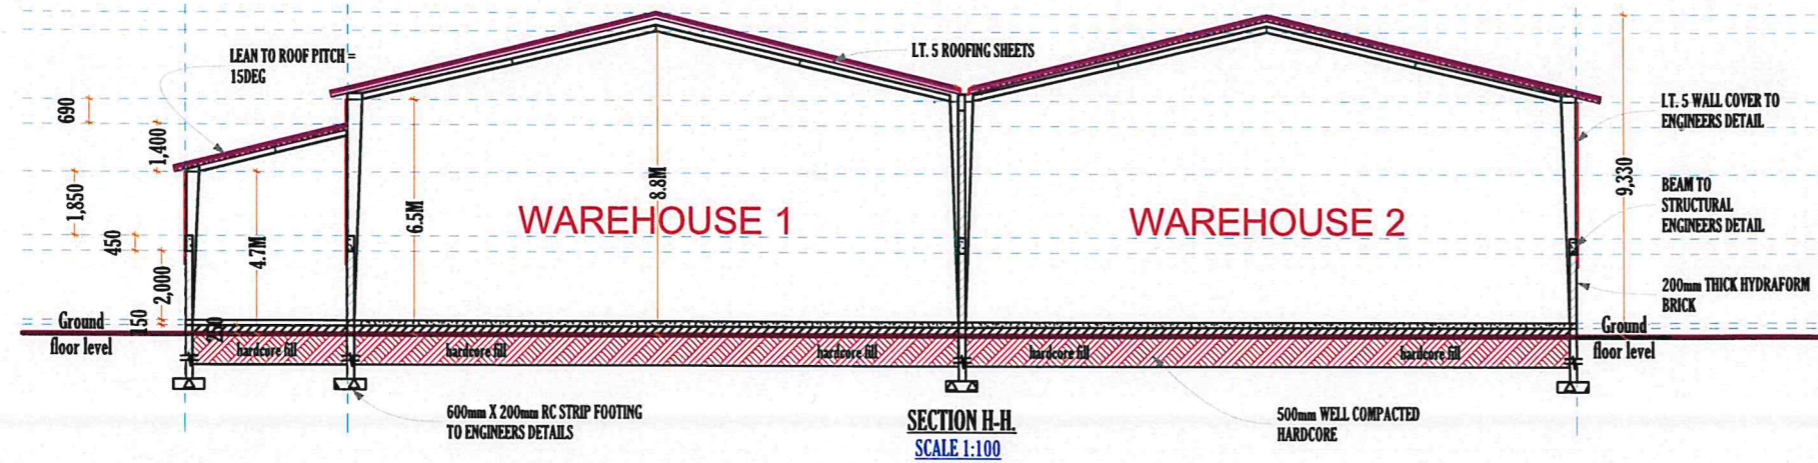 LEAN TO ROOF PITCH =
15DEG
I.T. 5 ROOFING SHEETS
I.T. 5 WALL COVER TO
ENGINEERS DETAIL
BEAM TO
STRUCTURAL
ENGINEERS DETAIL
200mm THICK HYDRAFORM
BRICK
690
1,400
1,850
450
2,000
150
250
4.7M
6.5M
8.8M
9,330
WAREHOUSE 1
WAREHOUSE 2
Ground
floor level
Ground
floor level
hardcore fill
hardcore fill
hardcore fill
hardcore fill
hardcore fill
600mm X 200mm RC STRIP FOOTING
TO ENGINEERS DETAILS
500mm WELL COMPACTED
HARDCORE
SECTION H-H.
SCALE 1:100